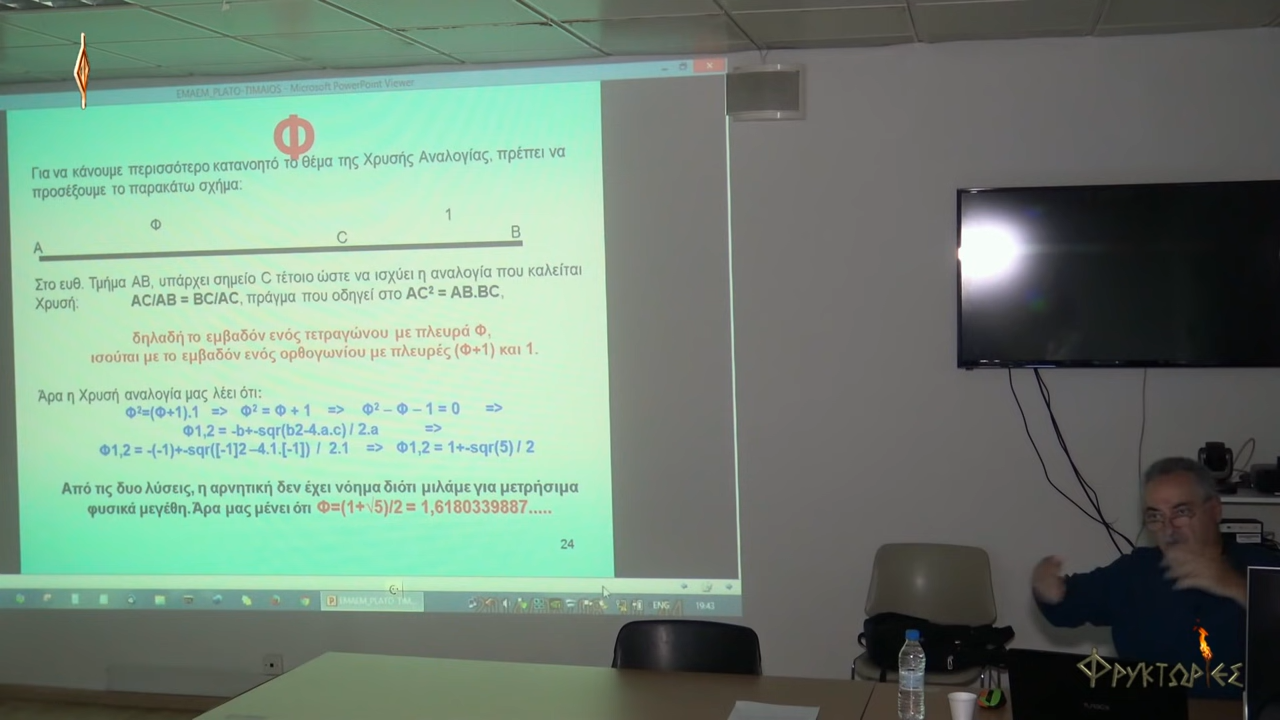 EMAEM_PLATO-TIMAIOS - Microsoft PowerPoint Viewer
Φ
Για να κάνουμε περισσότερο κατανοητό το θέμα της Χρυσής Αναλογίας, πρέπει να
προσέξουμε το παρακάτω σχήμα:
Φ 1
A C B
Στο ευθ. Τμήμα ΑΒ, υπάρχει σημείο C τέτοιο ώστε να ισχύει η αναλογία που καλείται
Χρυσή: AC/AB = BC/AC, πράγμα που οδηγεί στο AC² = AB.BC,
δηλαδή το εμβαδόν ενός τετραγώνου με πλευρά Φ,
ισούται με το εμβαδόν ενός ορθογωνίου με πλευρές (Φ+1) και 1.
Άρα η Χρυσή αναλογία μας λέει ότι:
Φ²=(Φ+1).1 => Φ² = Φ + 1 => Φ² – Φ – 1 = 0 =>
Φ1,2 = -b+-sqr(b2-4.a.c) / 2.a =>
Φ1,2 = -(-1)+-sqr([-1]2 –4.1.[-1]) / 2.1 => Φ1,2 = 1+-sqr(5) / 2
Από τις δυο λύσεις, η αρνητική δεν έχει νόημα διότι μιλάμε για μετρήσιμα
φυσικά μεγέθη. Άρα μας μένει ότι Φ=(1+√5)/2 = 1,6180339887.....
24
EMAEM_PLATO-TIM...
ENG 19:43
ΦΡΥΚΤΩΡΙΕΣ